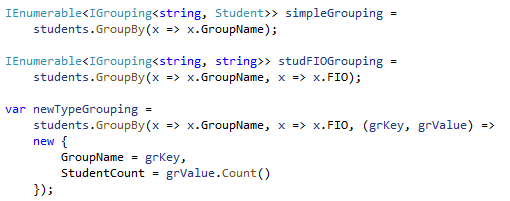 IEnumerable<IGrouping<string, Student>> simpleGrouping =
    students.GroupBy(x => x.GroupName);

IEnumerable<IGrouping<string, string>> studFIOGrouping =
    students.GroupBy(x => x.GroupName, x => x.FIO);

var newTypeGrouping =
    students.GroupBy(x => x.GroupName, x => x.FIO, (grKey, grValue) =>
    new {
        GroupName = grKey,
        StudentCount = grValue.Count()
    });